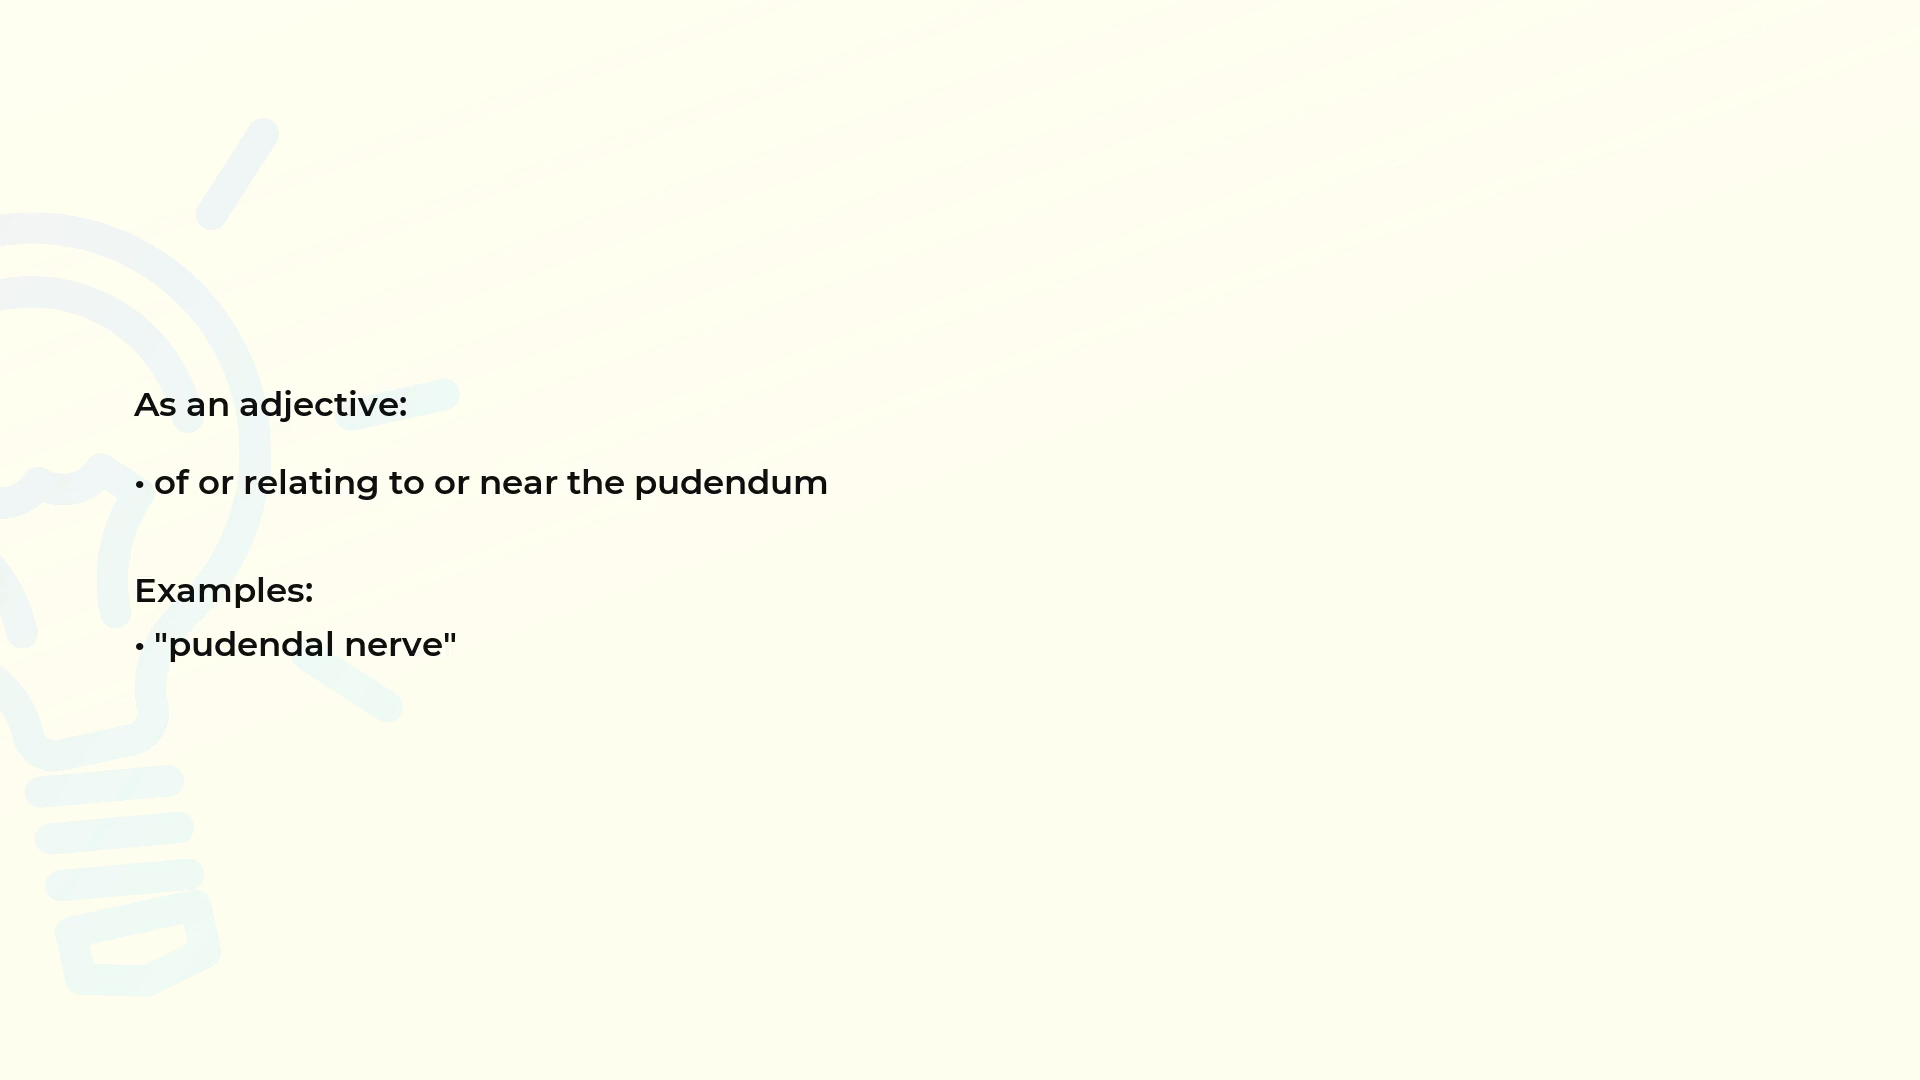 As an adjective:
• of or relating to or near the pudendum
Examples:
• "pudendal nerve"